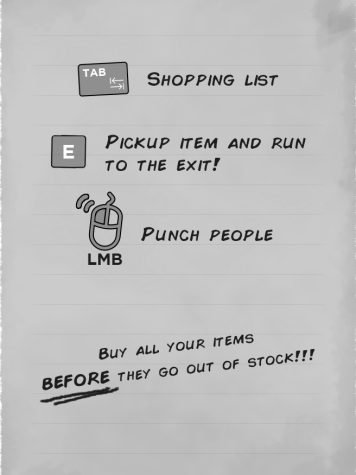 TAB
SHOPPING LIST
E
PICKUP ITEM AND RUN
TO THE EXIT!
PUNCH PEOPLE
LMB
BUY ALL YOUR ITEMS
BEFORE THEY GO OUT OF STOCK!!!